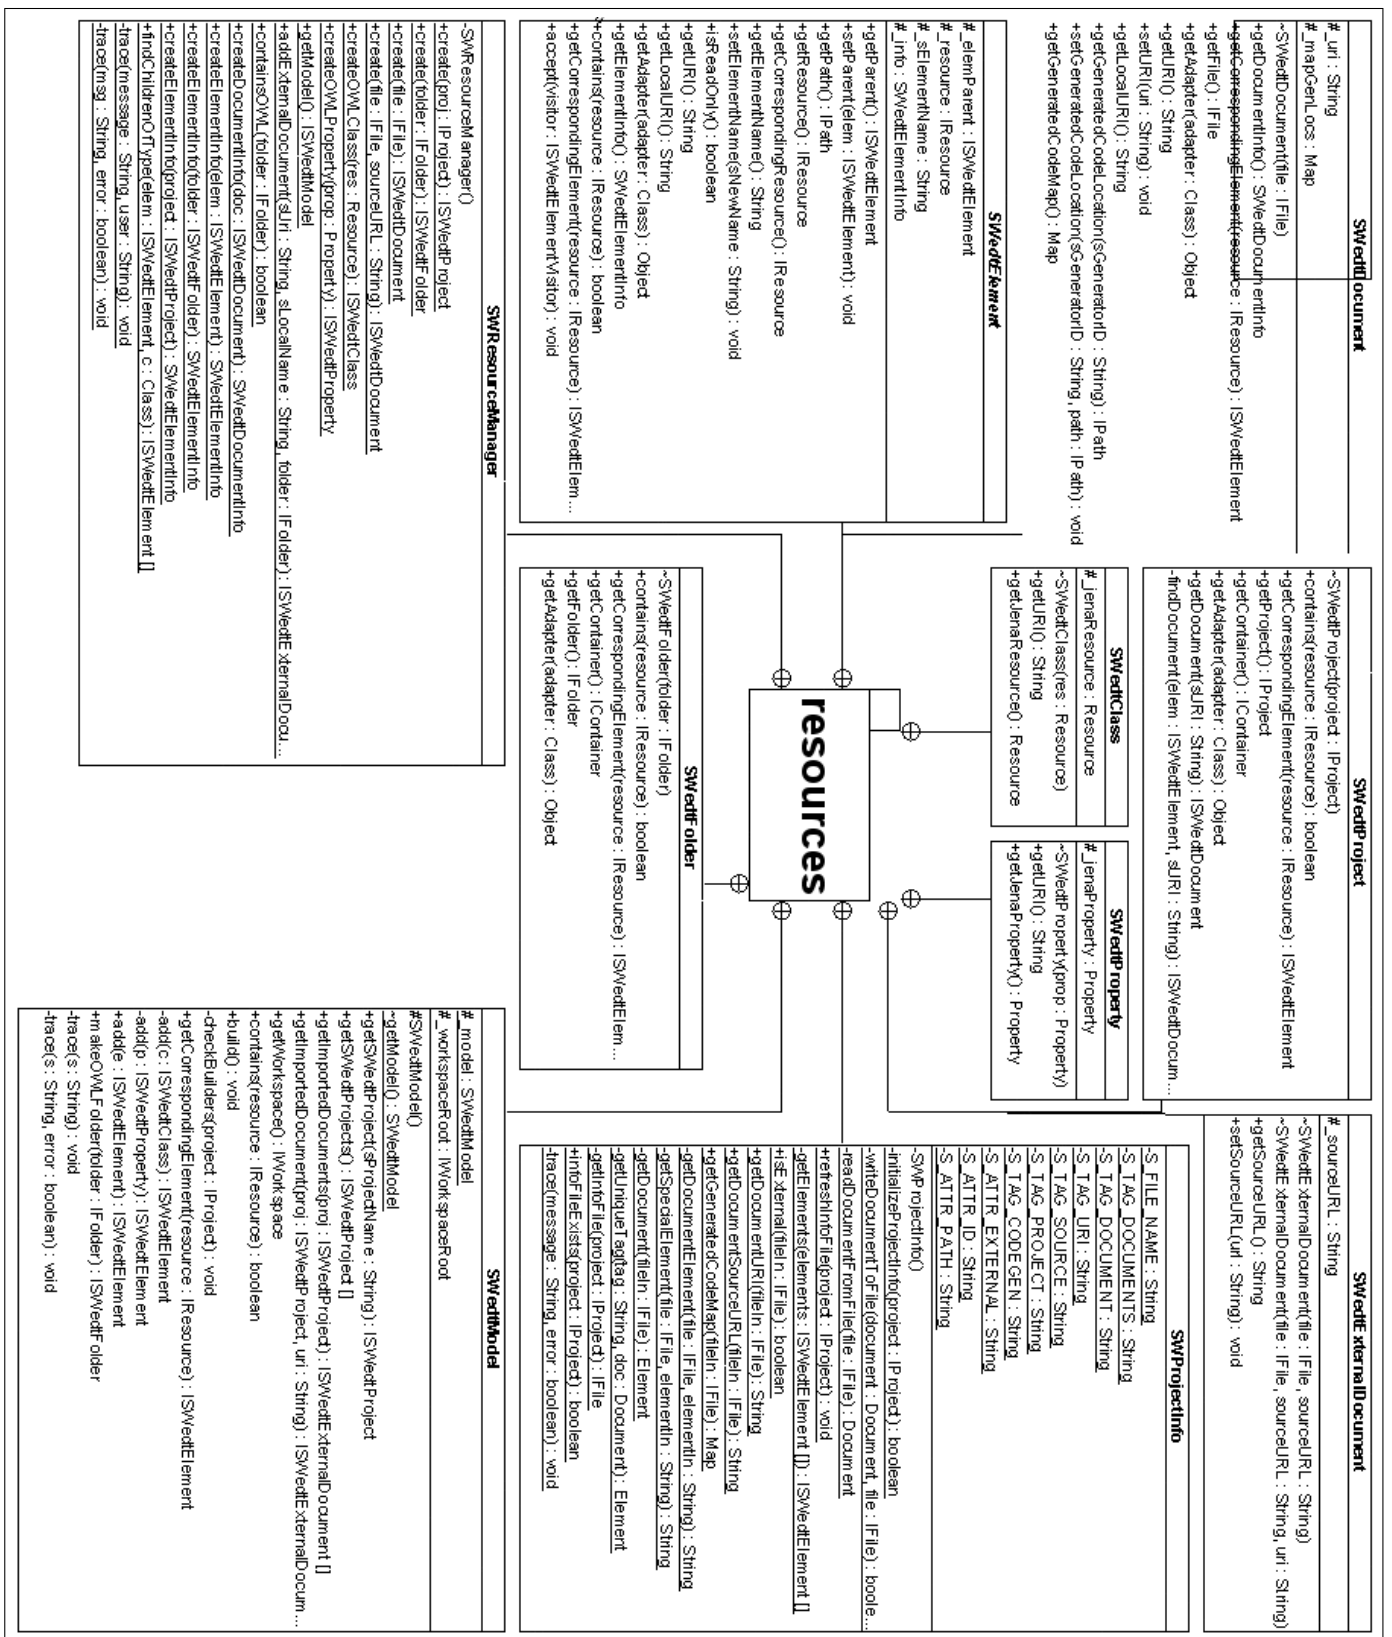 SWedtDocument
#_uri : String
#_mapGenLocs : Map
~SWedtDocument(file : IFile)
+getDocumentInfo() : SWedtDocumentInfo
+getCorrespondingElement(resource : IResource) : ISWedtElement
+getFile() : IFile
+getAdapter(adapter : Class) : Object
+getURI() : String
+setURI(uri : String) : void
+getLocalURI() : String
+getGeneratedCodeLocation(sGeneratorID : String) : IPath
+setGeneratedCodeLocation(sGeneratorID : String, path : IPath) : void
+getGeneratedCodeMap() : Map
SWedtProject
~SWedtProject(project : IProject)
+contains(resource : IResource) : boolean
+getCorrespondingElement(resource : IResource) : ISWedtElement
+getProject() : IProject
+getContainer() : IContainer
+getAdapter(adapter : Class) : Object
+getDocument(sURI : String) : ISWedtDocument
-findDocument(elem : ISWedtElement, sURI : String) : ISWedtDocum...
SWedtExternalDocument
#_sourceURL : String
~SWedtExternalDocument(file : IFile, sourceURL : String)
~SWedtExternalDocument(file : IFile, sourceURL : String, uri : String)
+getSourceURL() : String
+setSourceURL(url : String) : void
SWedtElement
#_elemParent : ISWedtElement
#_resource : IResource
#_sElementName : String
#_info : SWedtElementInfo
+getParent() : ISWedtElement
+setParent(elem : ISWedtElement) : void
+getPath() : IPath
+getResource() : IResource
+getCorrespondingResource() : IResource
+getElementName() : String
+setElementName(sNewName : String) : void
+isReadOnly() : boolean
+getURI() : String
+getLocalURI() : String
+getAdapter(adapter : Class) : Object
+getElementInfo() : SWedtElementInfo
+contains(resource : IResource) : boolean
+getCorrespondingElement(resource : IResource) : ISWedtElem...
+accept(visitor : ISWedtElementVisitor) : void
SWedtClass
#_jenaResource : Resource
~SWedtClass(res : Resource)
+getURI() : String
+getJenaResource() : Resource
SWedtProperty
#_jenaProperty : Property
~SWedtProperty(prop : Property)
+getURI() : String
+getJenaProperty() : Property
resources
SWedtFolder
~SWedtFolder(folder : IFolder)
+contains(resource : IResource) : boolean
+getCorrespondingElement(resource : IResource) : ISWedtElem...
+getContainer() : IContainer
+getFolder() : IFolder
+getAdapter(adapter : Class) : Object
SWProjectInfo
-S_FILE_NAME : String
-S_TAG_DOCUMENTS : String
-S_TAG_DOCUMENT : String
-S_TAG_URI : String
-S_TAG_SOURCE : String
-S_TAG_PROJECT : String
-S_TAG_CODEGEN : String
-S_ATTR_EXTERNAL : String
-S_ATTR_ID : String
-S_ATTR_PATH : String
-SWProjectInfo()
-initializeProjectInfo(project : IProject) : boolean
-writeDocumentToFile(document : Document, file : IFile) : boole...
-readDocumentFromFile(file : IFile) : Document
+refreshInfoFile(project : IProject) : void
-getElements(elements : ISWedtElement []) : ISWedtElement []
+isExternal(fileIn : IFile) : boolean
+getDocumentURI(fileIn : IFile) : String
+getDocumentSourceURL(fileIn : IFile) : String
+getGeneratedCodeMap(fileIn : IFile) : Map
-getDocumentElement(file : IFile, elementIn : String) : String
-getSpecialElement(file : IFile, elementIn : String) : String
-getDocument(fileIn : IFile) : Element
-getUniqueTag(tag : String, doc : Document) : Element
-getInfoFile(project : IProject) : IFile
+infoFileExists(project : IProject) : boolean
-trace(message : String, error : boolean) : void
SWResourceManager
-SWResourceManager()
+create(proj : IProject) : ISWedtProject
+create(folder : IFolder) : ISWedtFolder
+create(file : IFile) : ISWedtDocument
+create(file : IFile, sourceURL : String) : ISWedtDocument
+createOWLClass(res : Resource) : ISWedtClass
+createOWLProperty(prop : Property) : ISWedtProperty
+getModel() : ISWedtModel
+addExternalDocument(sUri : String, sLocalName : String, folder : IFolder) : ISWedtExternalDocu...
+containsOWL(folder : IFolder) : boolean
+createDocumentInfo(doc : ISWedtDocument) : SWedtDocumentInfo
+createElementInfo(elem : ISWedtElement) : SWedtElementInfo
+createElementInfo(folder : ISWedtFolder) : SWedtElementInfo
+createElementInfo(project : ISWedtProject) : SWedtElementInfo
+findChildrenOfType(elem : ISWedtElement, c : Class) : ISWedtElement []
-trace(message : String, user : String) : void
-trace(msg : String, error : boolean) : void
SWedtModel
#_model : SWedtModel
#_workspaceRoot : IWorkspaceRoot
#SWedtModel()
~getModel() : SWedtModel
+getSWedtProject(sProjectName : String) : ISWedtProject
+getSWedtProjects() : ISWedtProject []
+getImportedDocuments(proj : ISWedtProject) : ISWedtExternalDocument []
+getImportedDocument(proj : ISWedtProject, uri : String) : ISWedtExternalDocum...
+getWorkspace() : IWorkspace
+contains(resource : IResource) : boolean
+build() : void
-checkBuilders(project : IProject) : void
+getCorrespondingElement(resource : IResource) : ISWedtElement
-add(c : ISWedtClass) : ISWedtElement
-add(p : ISWedtProperty) : ISWedtElement
+add(e : ISWedtElement) : ISWedtElement
+makeOWLFolder(folder : IFolder) : ISWedtFolder
-trace(s : String) : void
-trace(s : String, error : boolean) : void